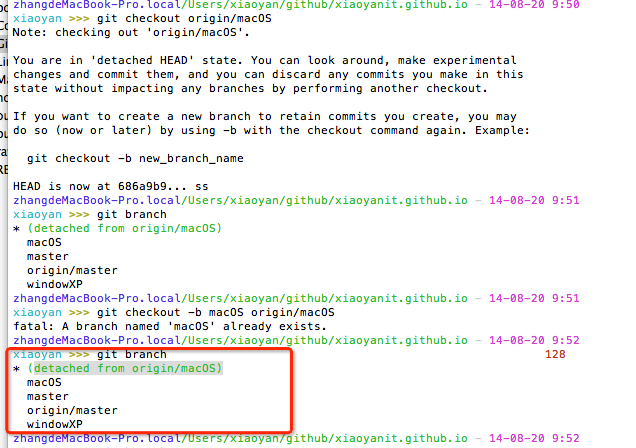 zhangdeMacBook-Pro.local/Users/xiaoyan/github/xiaoyanit.github.io - 14-08-20 9:50
xiaoyan >>> git checkout origin/macOS
Note: checking out 'origin/macOS'.
You are in 'detached HEAD' state. You can look around, make experimental
changes and commit them, and you can discard any commits you make in this
state without impacting any branches by performing another checkout.
If you want to create a new branch to retain commits you create, you may
do so (now or later) by using -b with the checkout command again. Example:
git checkout -b new_branch_name
HEAD is now at 686a9b9... ss
zhangdeMacBook-Pro.local/Users/xiaoyan/github/xiaoyanit.github.io - 14-08-20 9:51
xiaoyan >>> git branch
* (detached from origin/macOS)
macOS
master
origin/master
windowXP
zhangdeMacBook-Pro.local/Users/xiaoyan/github/xiaoyanit.github.io - 14-08-20 9:51
xiaoyan >>> git checkout -b macOS origin/macOS
fatal: A branch named 'macOS' already exists.
zhangdeMacBook-Pro.local/Users/xiaoyan/github/xiaoyanit.github.io - 14-08-20 9:52
xiaoyan >>> git branch 128
* (detached from origin/macOS)
macOS
master
origin/master
windowXP
zhangdeMacBook-Pro.local/Users/xiaoyan/github/xiaoyanit.github.io - 14-08-20 9:52